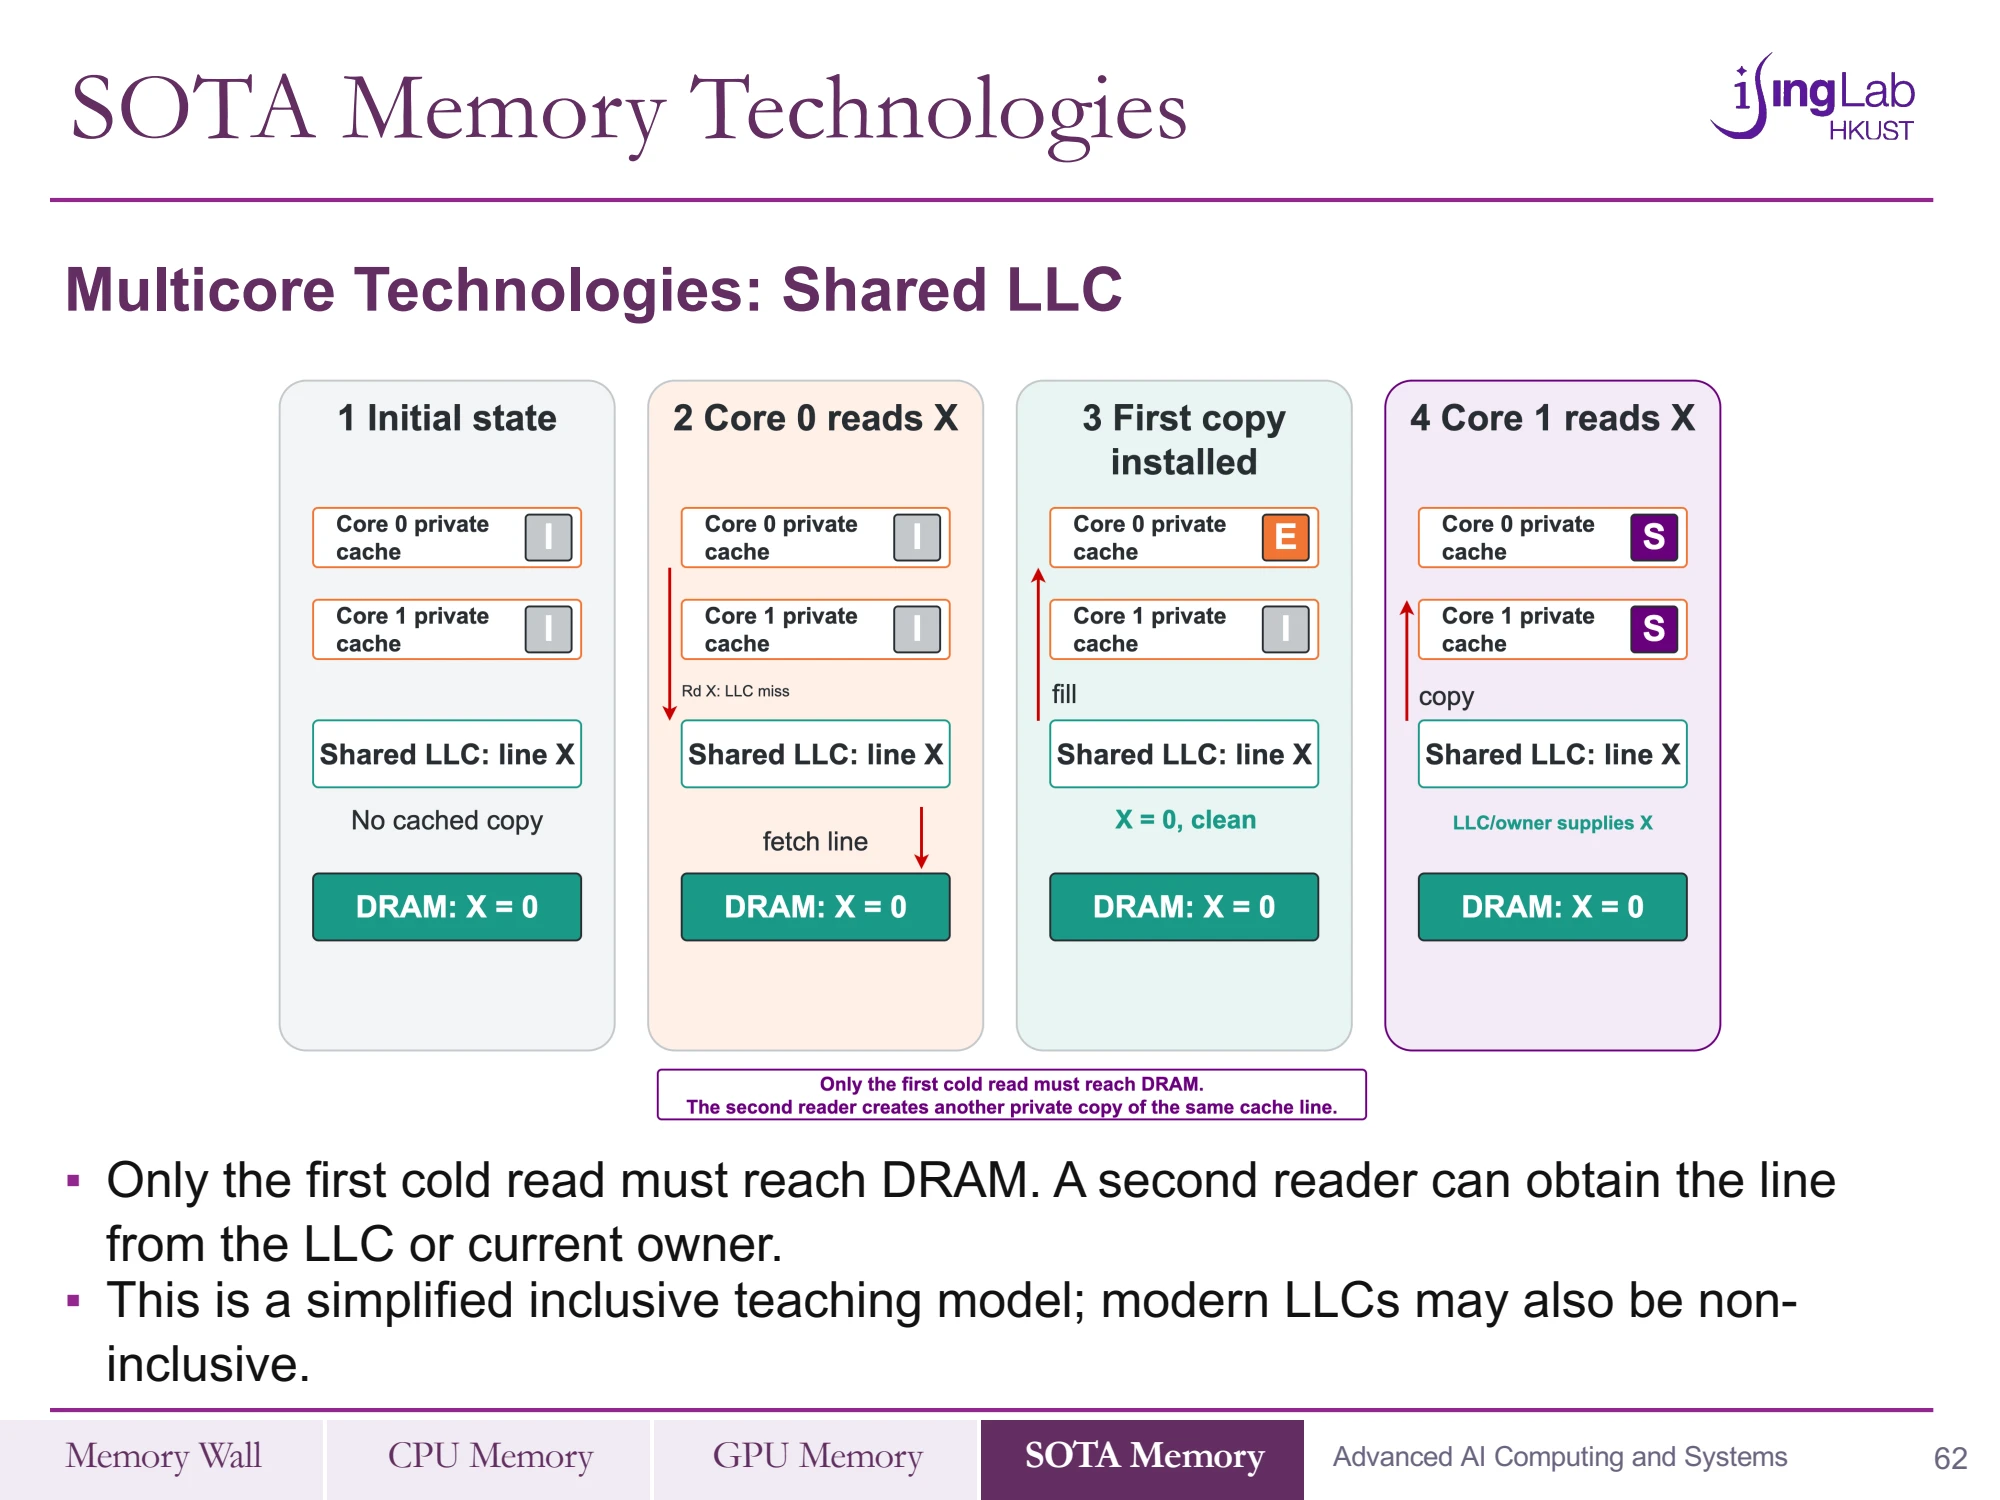 SOTA Memory Technologies
iSingLab
HKUST
Multicore Technologies: Shared LLC
1 Initial state
Core 0 private
cache
I
Core 1 private
cache
I
Shared LLC: line X
No cached copy
DRAM: X = 0
2 Core 0 reads X
Core 0 private
cache
I
Core 1 private
cache
I
Rd X: LLC miss
Shared LLC: line X
fetch line
DRAM: X = 0
3 First copy
installed
Core 0 private
cache
E
Core 1 private
cache
I
fill
Shared LLC: line X
X = 0, clean
DRAM: X = 0
4 Core 1 reads X
Core 0 private
cache
S
Core 1 private
cache
S
copy
Shared LLC: line X
LLC/owner supplies X
DRAM: X = 0
Only the first cold read must reach DRAM.
The second reader creates another private copy of the same cache line.
▪ Only the first cold read must reach DRAM. A second reader can obtain the line
from the LLC or current owner.
▪ This is a simplified inclusive teaching model; modern LLCs may also be non-
inclusive.
Memory Wall
CPU Memory
GPU Memory
SOTA Memory
Advanced AI Computing and Systems
62